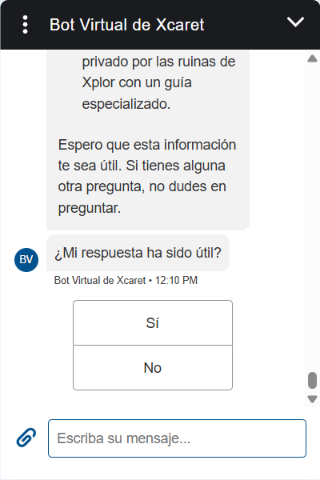 Bot Virtual de Xcaret
privado por las ruinas de
Xplor con un guía
especializado.
Espero que esta información
te sea útil. Si tienes alguna
otra pregunta, no dudes en
preguntar.
BV
¿Mi respuesta ha sido útil?
Bot Virtual de Xcaret • 12:10 PM
Sí
No
Escriba su mensaje...